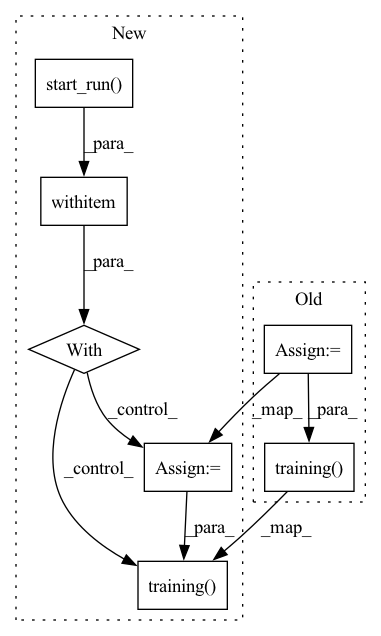 New
start_run()
_para_
withitem
_para_
Old
With
Assign:=
_control_
_map_
_para_
_control_
Assign:=
training()
_para_
_map_
training()